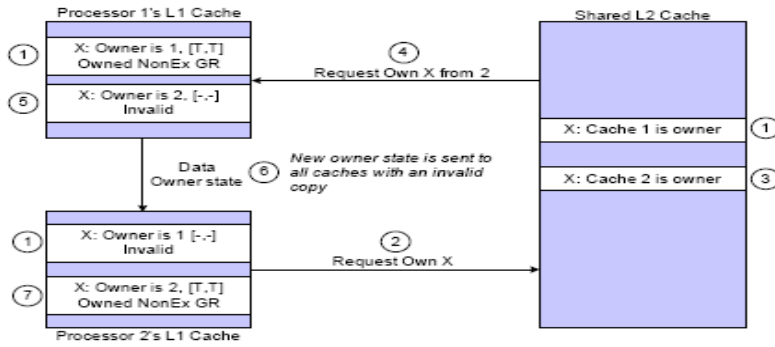 Processor 1's L1 Cache
Shared L2 Cache
1
X: Owner is 1, [T,T]
Owned NonEx GR
4
Request Own X from 2
5
X: Owner is 2, [-,-]
Invalid
X: Cache 1 is owner
1
Data
Owner state
6
New owner state is sent to
all caches with an invalid
copy
X: Cache 2 is owner
3
1
X: Owner is 1 [-,-]
Invalid
2
Request Own X
7
X: Owner is 2, [T,T]
Owned NonEx GR
Processor 2's L1 Cache